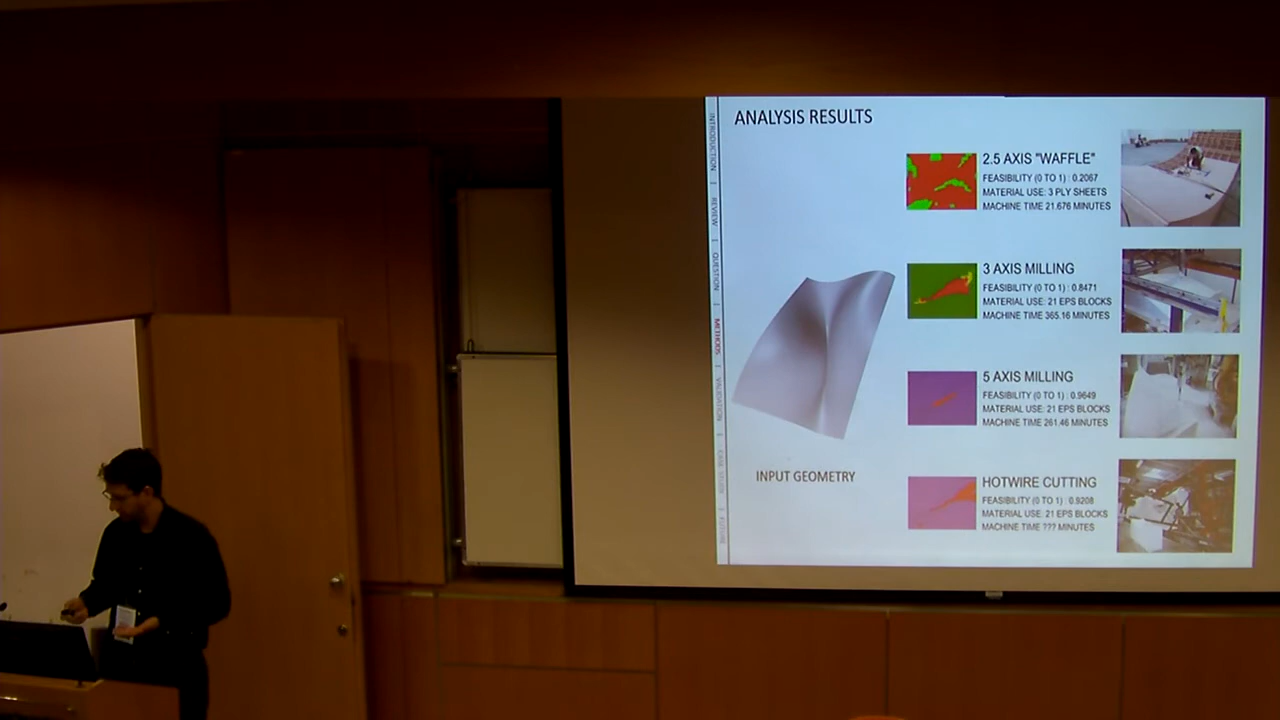 ANALYSIS RESULTS
INTRODUCTION | REVIEW | QUESTION | METHODS | VALIDATION | CASE STUDY | FUTURE
2.5 AXIS "WAFFLE"
FEASIBILITY (0 TO 1) : 0.2067
MATERIAL USE: 3 PLY SHEETS
MACHINE TIME 21.676 MINUTES
3 AXIS MILLING
FEASIBILITY (0 TO 1) : 0.8471
MATERIAL USE: 21 EPS BLOCKS
MACHINE TIME 365.16 MINUTES
5 AXIS MILLING
FEASIBILITY (0 TO 1) : 0.9649
MATERIAL USE: 21 EPS BLOCKS
MACHINE TIME 261.46 MINUTES
INPUT GEOMETRY
HOTWIRE CUTTING
FEASIBILITY (0 TO 1) : 0.9208
MATERIAL USE: 21 EPS BLOCKS
MACHINE TIME ??? MINUTES